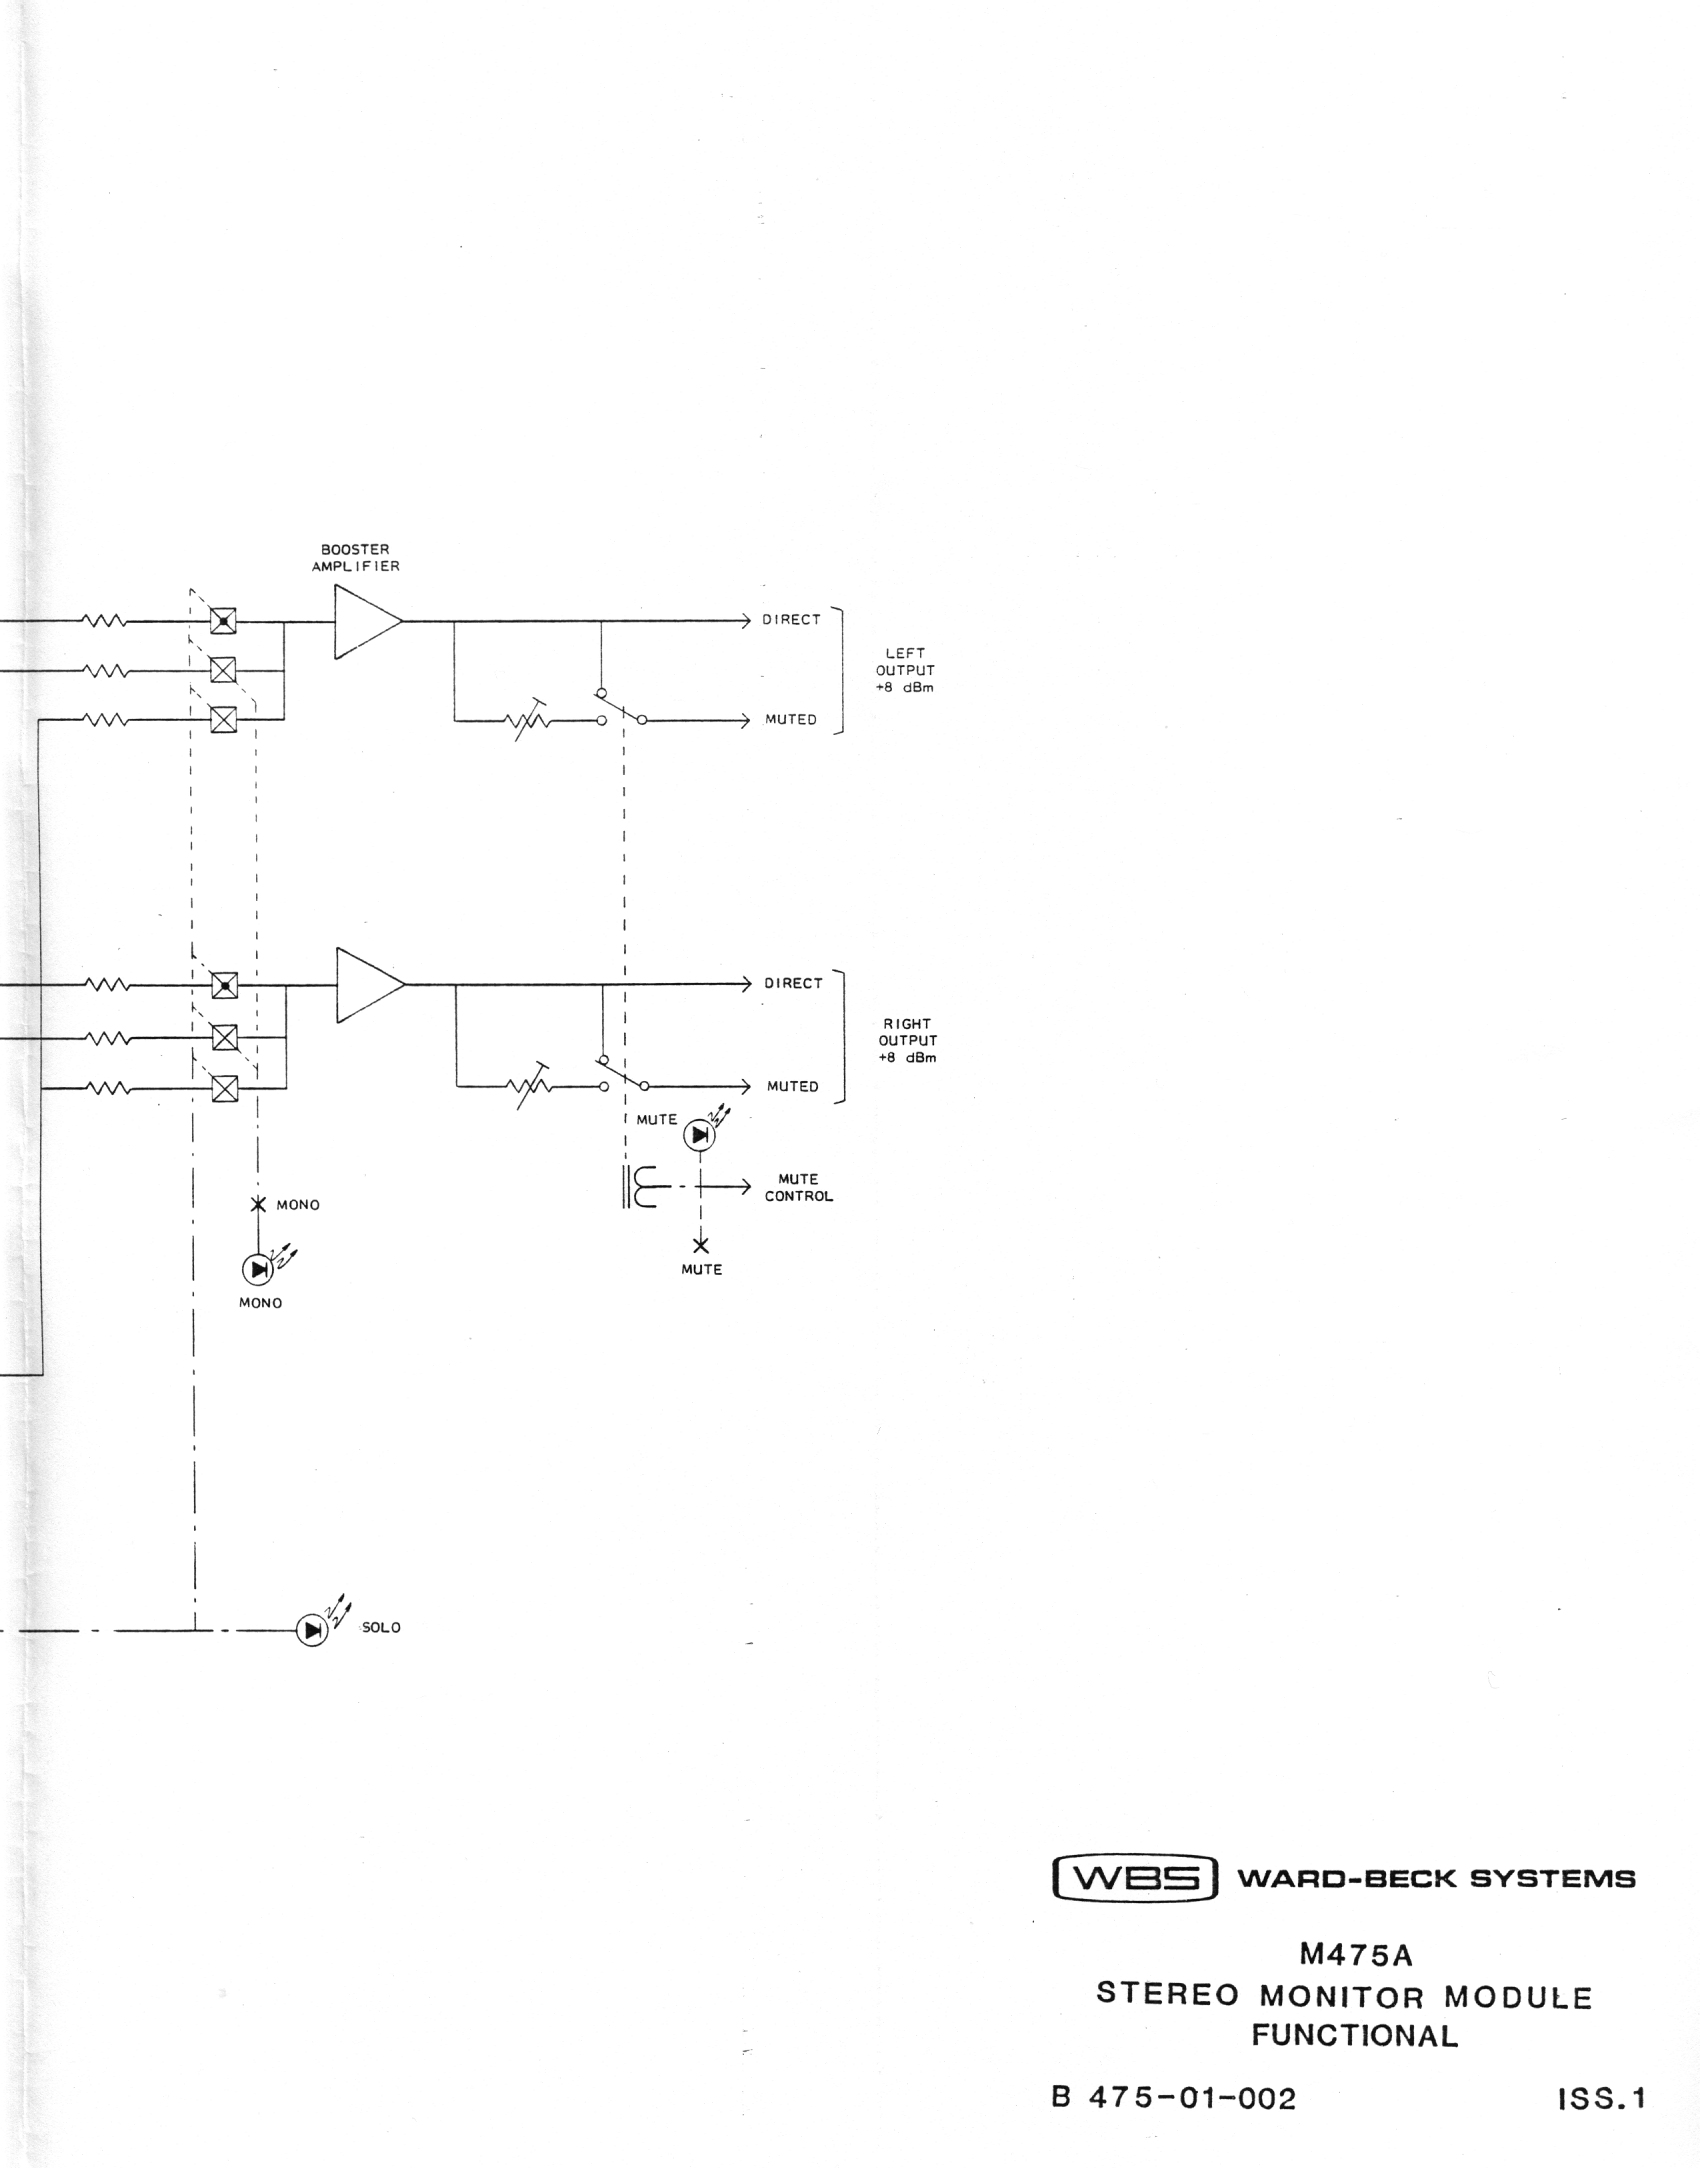 BOOSTER
AMPLIFIER
DIRECT
LEFT
OUTPUT
+8 dBm
MUTED
DIRECT
RIGHT
OUTPUT
+8 dBm
MUTED
MUTE
MUTE
CONTROL
MONO
MUTE
MONO
SOLO
WBS WARD-BECK SYSTEMS
M475A
STEREO MONITOR MODULE
FUNCTIONAL
B 475-01-002 ISS.1